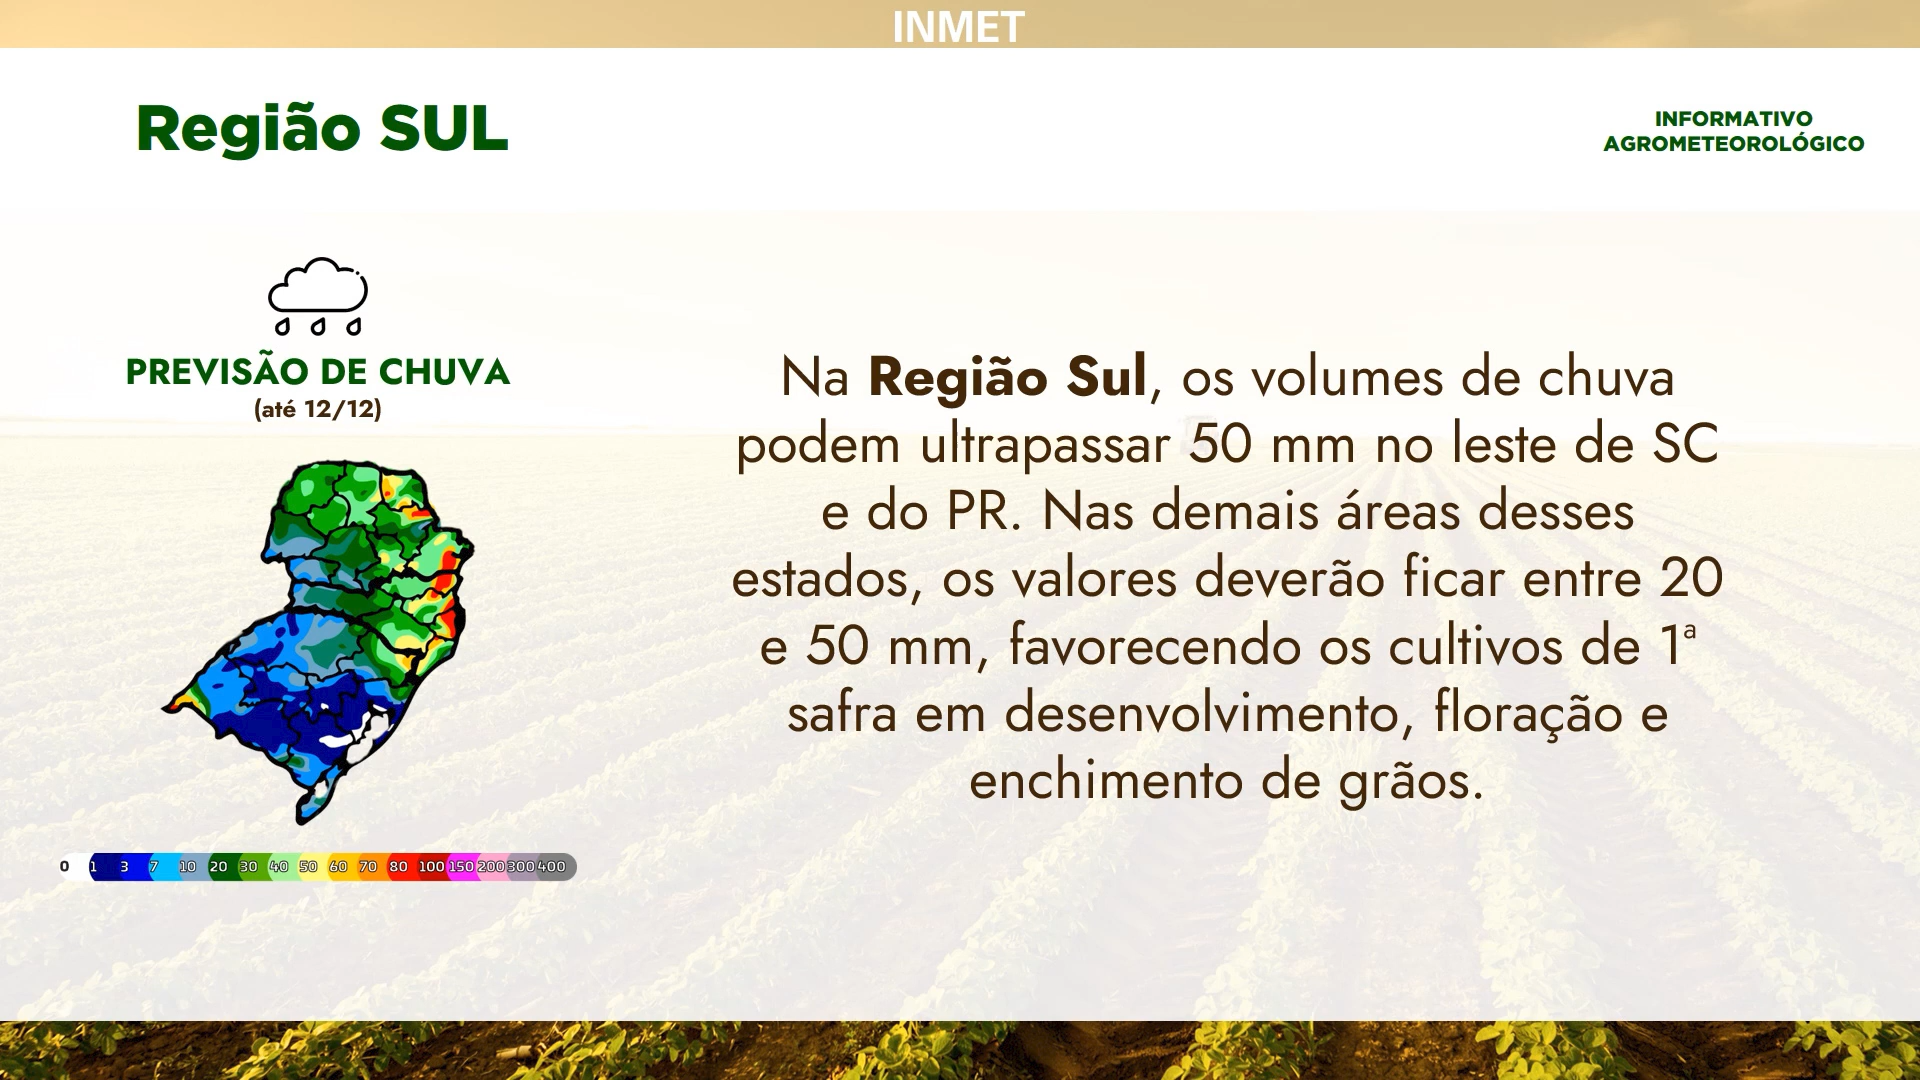 INMET
Região SUL
INFORMATIVO
AGROMETEOROLÓGICO
PREVISÃO DE CHUVA
(até 12/12)
Na Região Sul, os volumes de chuva
podem ultrapassar 50 mm no leste de SC
e do PR. Nas demais áreas desses
estados, os valores deverão ficar entre 20
e 50 mm, favorecendo os cultivos de 1ª
safra em desenvolvimento, floração e
enchimento de grãos.
0 1 3 7 10 20 30 40 50 60 70 80 100 150 200 300 400